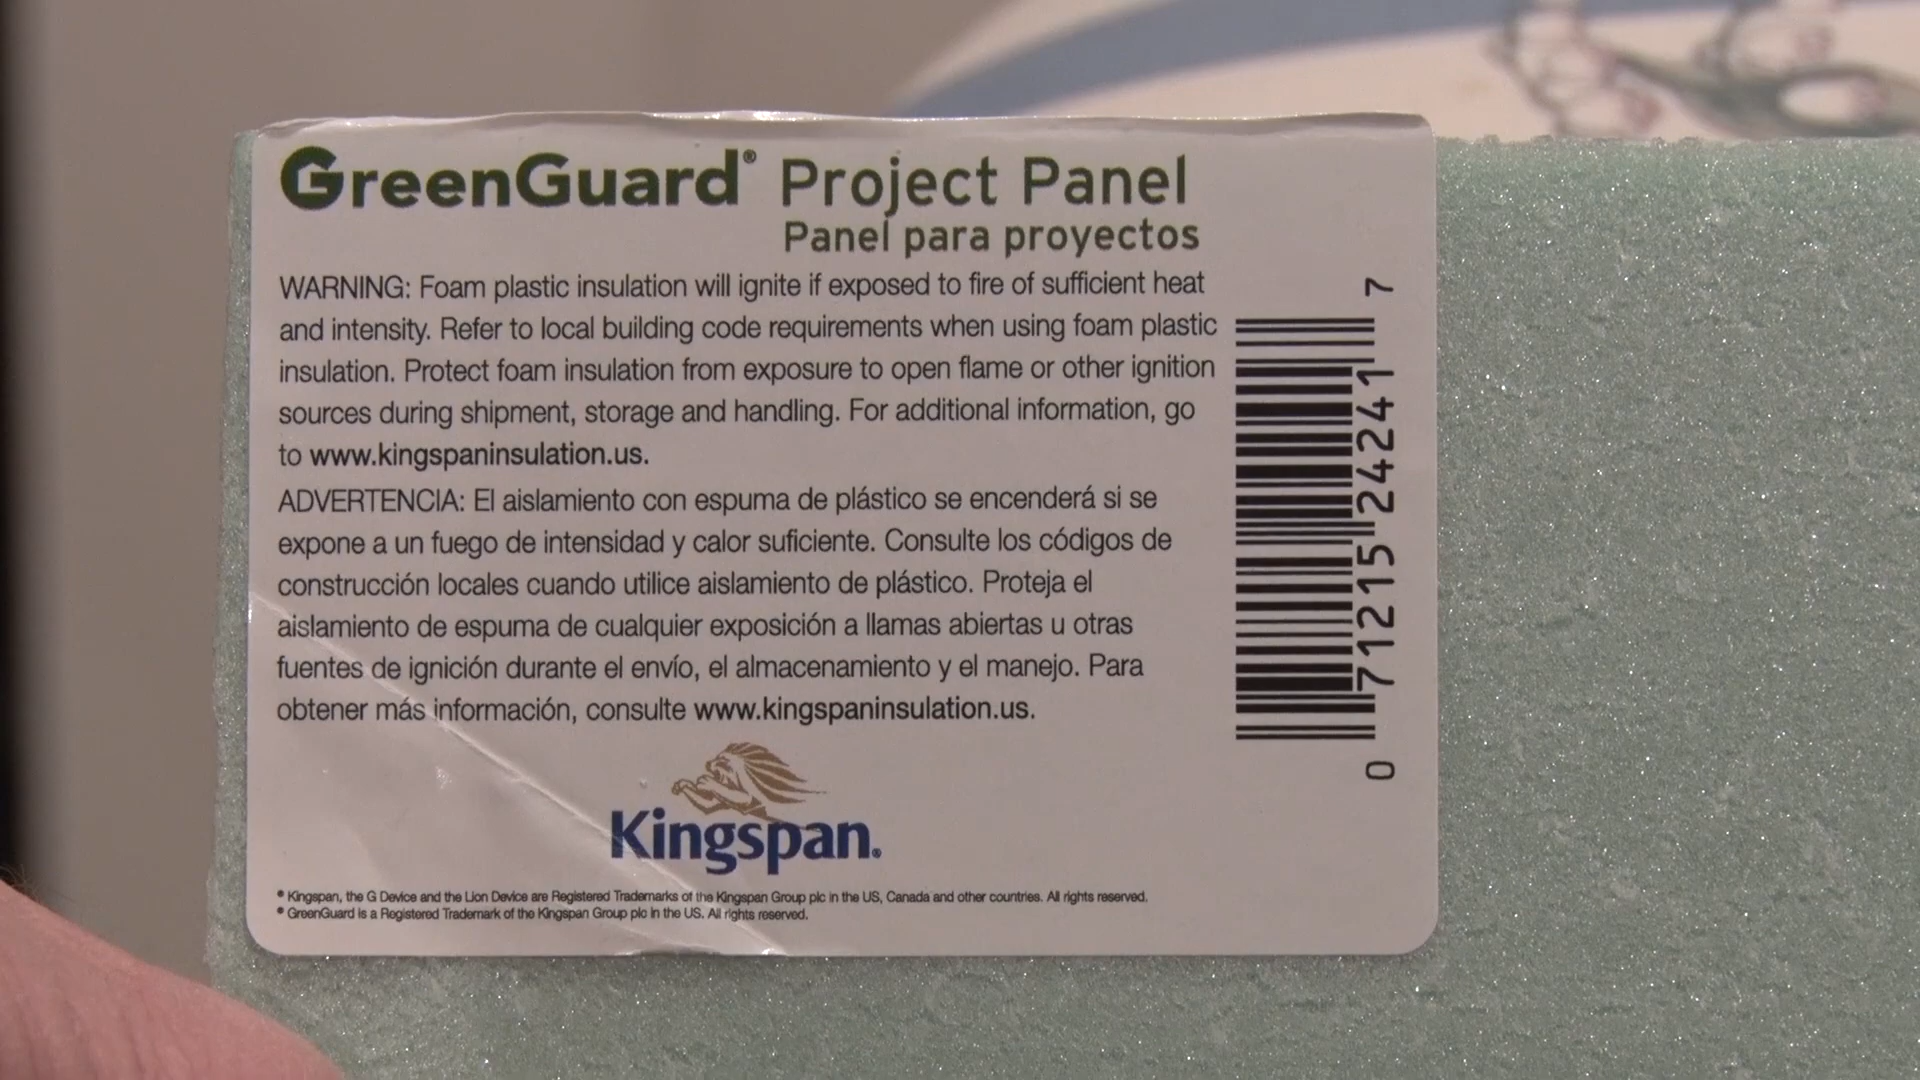 GreenGuard® Project Panel
Panel para proyectos
WARNING: Foam plastic insulation will ignite if exposed to fire of sufficient heat
and intensity. Refer to local building code requirements when using foam plastic
insulation. Protect foam insulation from exposure to open flame or other ignition
sources during shipment, storage and handling. For additional information, go
to www.kingspaninsulation.us.
ADVERTENCIA: El aislamiento con espuma de plástico se encenderá si se
expone a un fuego de intensidad y calor suficiente. Consulte los códigos de
construcción locales cuando utilice aislamiento de plástico. Proteja el
aislamiento de espuma de cualquier exposición a llamas abiertas u otras
fuentes de ignición durante el envío, el almacenamiento y el manejo. Para
obtener más información, consulte www.kingspaninsulation.us.
0 71215 24241 7
Kingspan®
® Kingspan, the G Device and the Lion Device are Registered Trademarks of the Kingspan Group plc in the US, Canada and other countries. All rights reserved.
® GreenGuard is a Registered Trademark of the Kingspan Group plc in the US. All rights reserved.